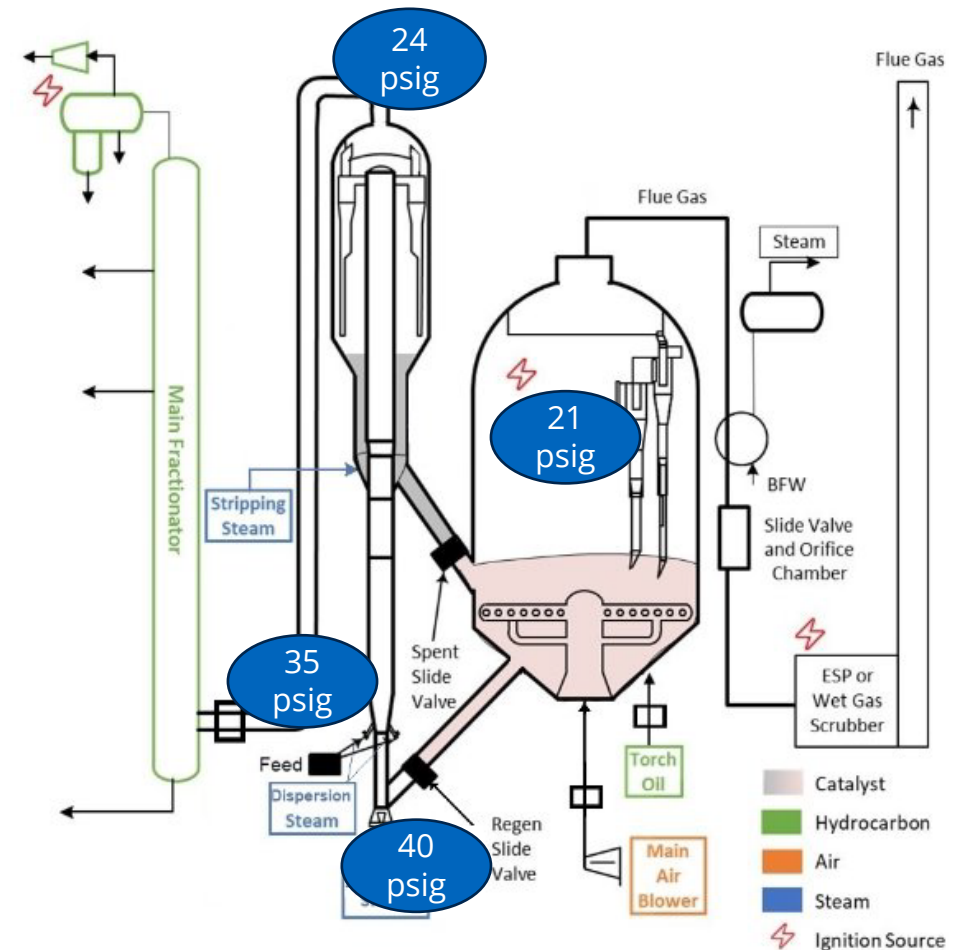 24
psig
Flue Gas
Flue Gas
Steam
21
psig
Main Fractionator
BFW
Stripping
Steam
Slide Valve
and Orifice
Chamber
35
psig
Spent
Slide
Valve
ESP or
Wet Gas
Scrubber
Feed
Torch
Oil
Dispersion
Steam
Catalyst
Hydrocarbon
40
psig
Regen
Slide
Valve
Main
Air
Blower
Air
Steam
Ignition Source